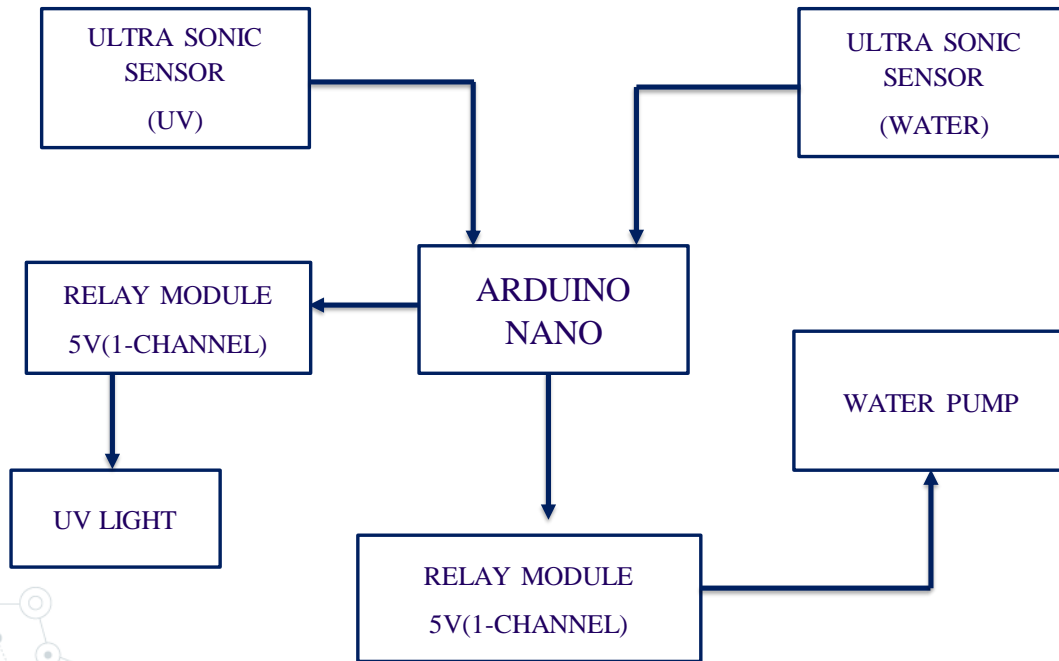 ULTRA SONIC
SENSOR
(UV)
ULTRA SONIC
SENSOR
(WATER)
RELAY MODULE
5V(1-CHANNEL)
ARDUINO
NANO
WATER PUMP
UV LIGHT
RELAY MODULE
5V(1-CHANNEL)